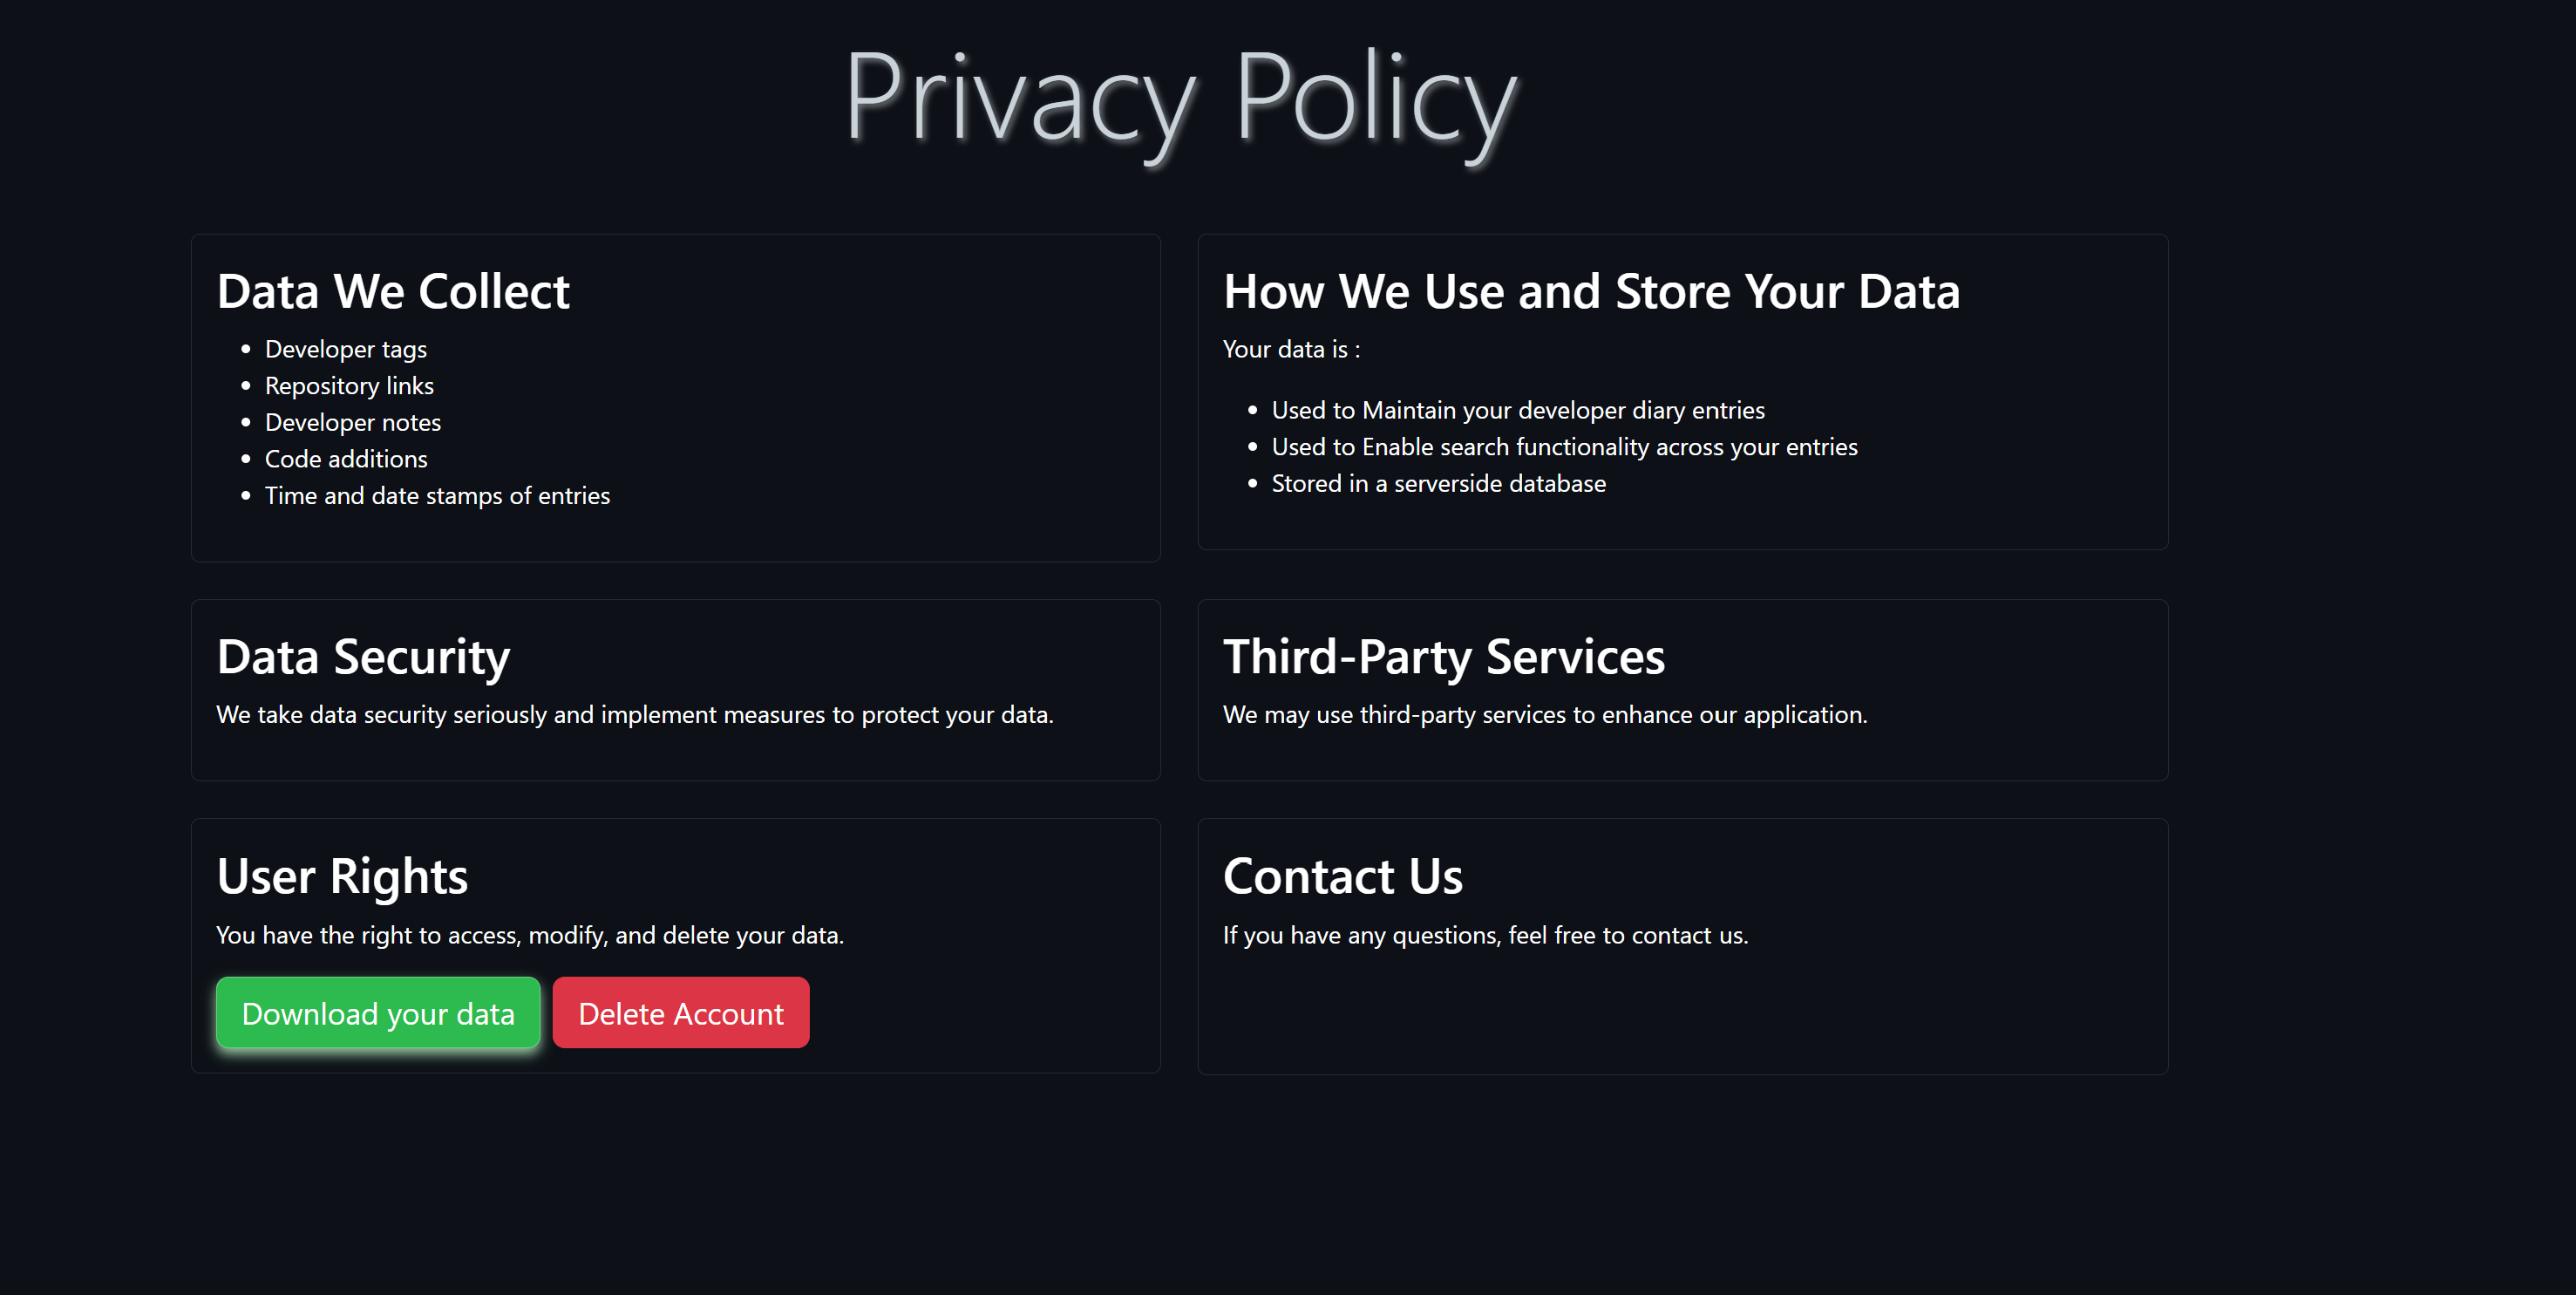 Privacy Policy
Data We Collect
Developer tags
Repository links
Developer notes
Code additions
Time and date stamps of entries
How We Use and Store Your Data
Your data is :
Used to Maintain your developer diary entries
Used to Enable search functionality across your entries
Stored in a serverside database
Data Security
We take data security seriously and implement measures to protect your data.
Third-Party Services
We may use third-party services to enhance our application.
User Rights
You have the right to access, modify, and delete your data.
Download your data
Delete Account
Contact Us
If you have any questions, feel free to contact us.